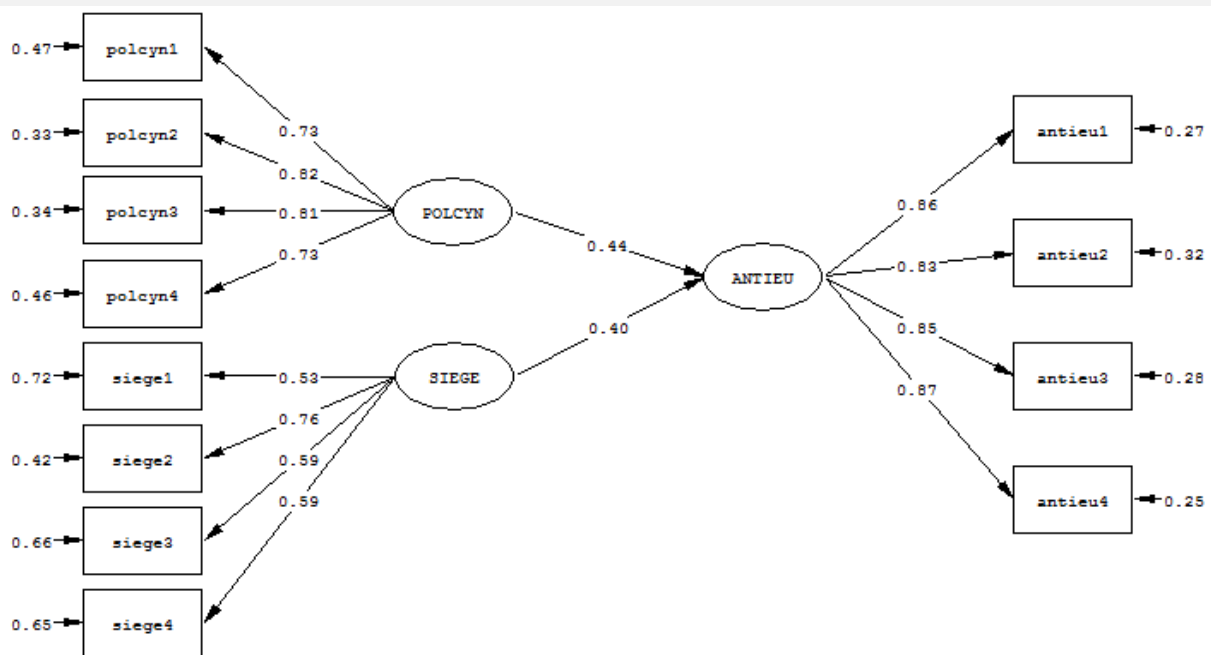 0.47 polcyn1
0.33 polcyn2
0.34 polcyn3
0.46 polcyn4
0.72 siege1
0.42 siege2
0.66 siege3
0.65 siege4
0.73
0.82
0.81
0.73
0.53
0.76
0.59
0.59
POLCYN
SIEGE
0.44
0.40
ANTIEU
0.86
0.83
0.85
0.87
antieu1 0.27
antieu2 0.32
antieu3 0.28
antieu4 0.25